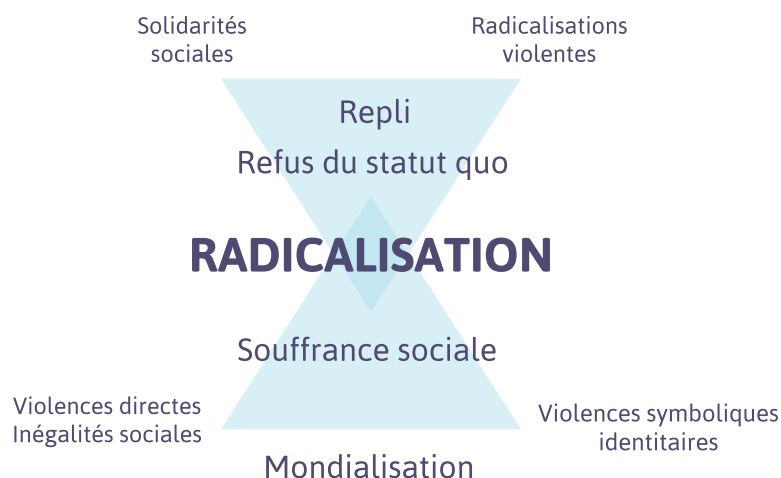 Solidarités
sociales
Radicalisations
violentes
Repli
Refus du statut quo
RADICALISATION
Souffrance sociale
Violences directes
Inégalités sociales
Violences symboliques
identitaires
Mondialisation